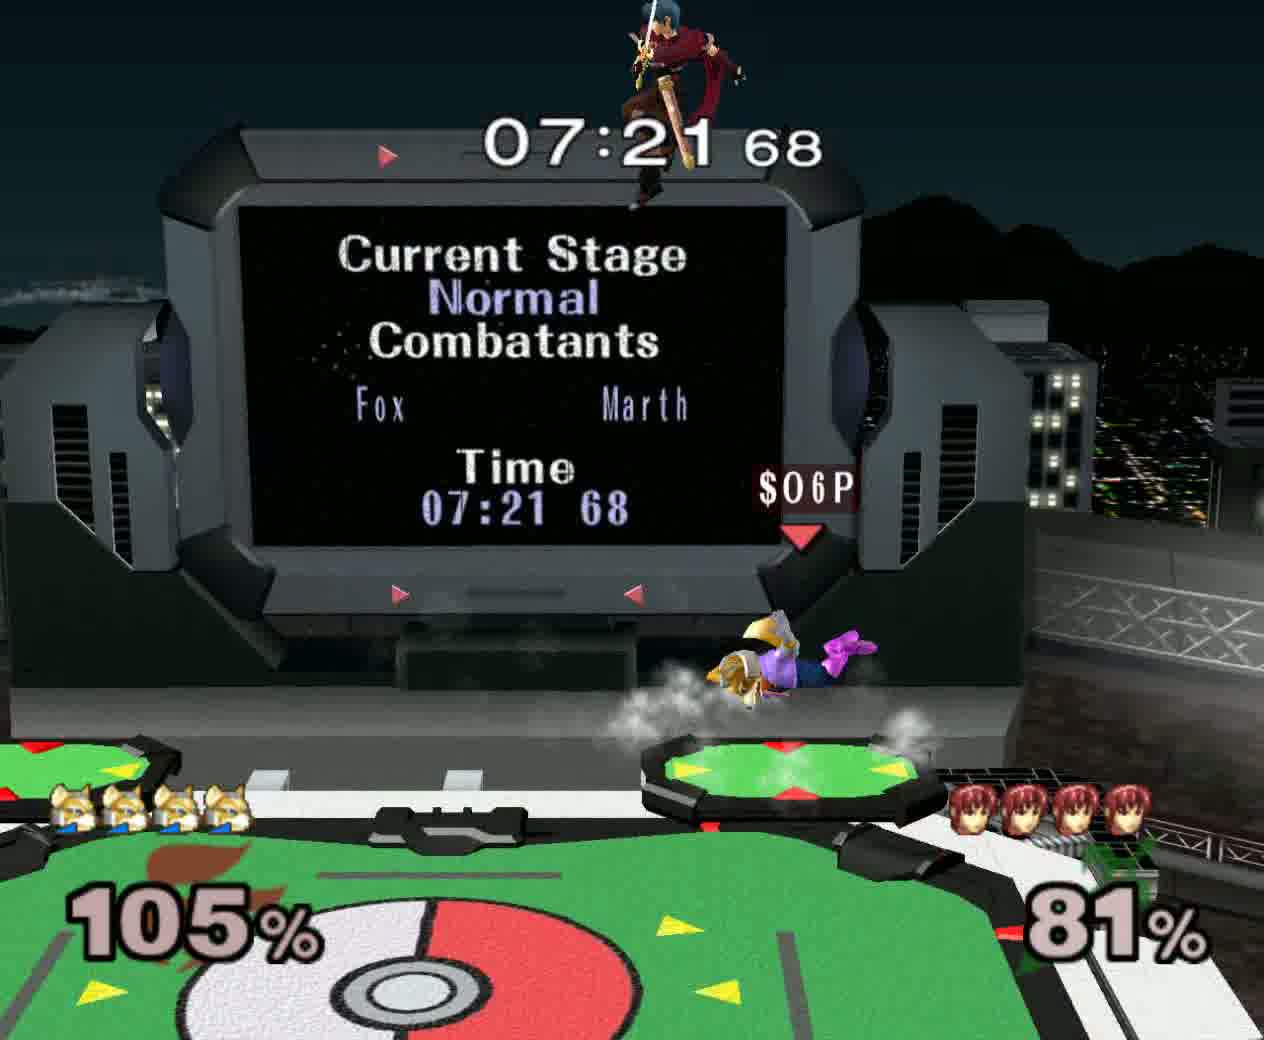 07:21 68
Current Stage
Normal
Combatants
Fox Marth
Time
07:21 68
$06P
105%
81%